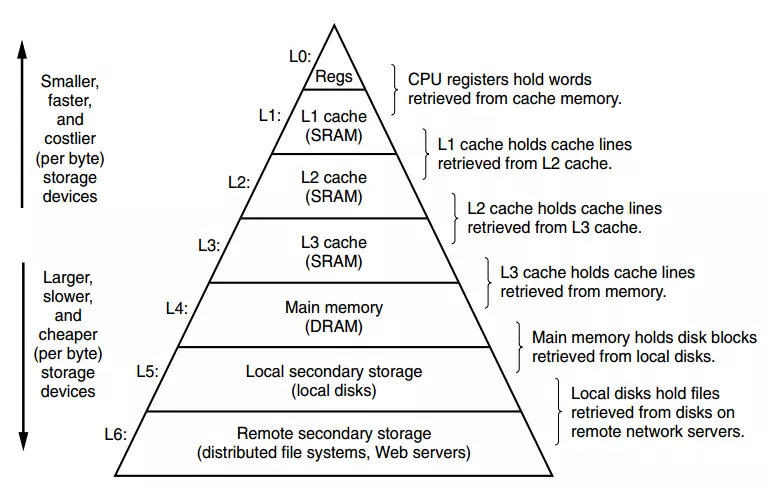 L0:
Regs
CPU registers hold words
retrieved from cache memory.
Smaller,
faster,
and
costlier
(per byte)
storage
devices
L1:
L1 cache
(SRAM)
L1 cache holds cache lines
retrieved from L2 cache.
L2:
L2 cache
(SRAM)
L2 cache holds cache lines
retrieved from L3 cache.
L3:
L3 cache
(SRAM)
L3 cache holds cache lines
retrieved from memory.
Larger,
slower,
and
cheaper
(per byte)
storage
devices
L4:
Main memory
(DRAM)
Main memory holds disk blocks
retrieved from local disks.
L5:
Local secondary storage
(local disks)
Local disks hold files
retrieved from disks on
remote network servers.
L6:
Remote secondary storage
(distributed file systems, Web servers)